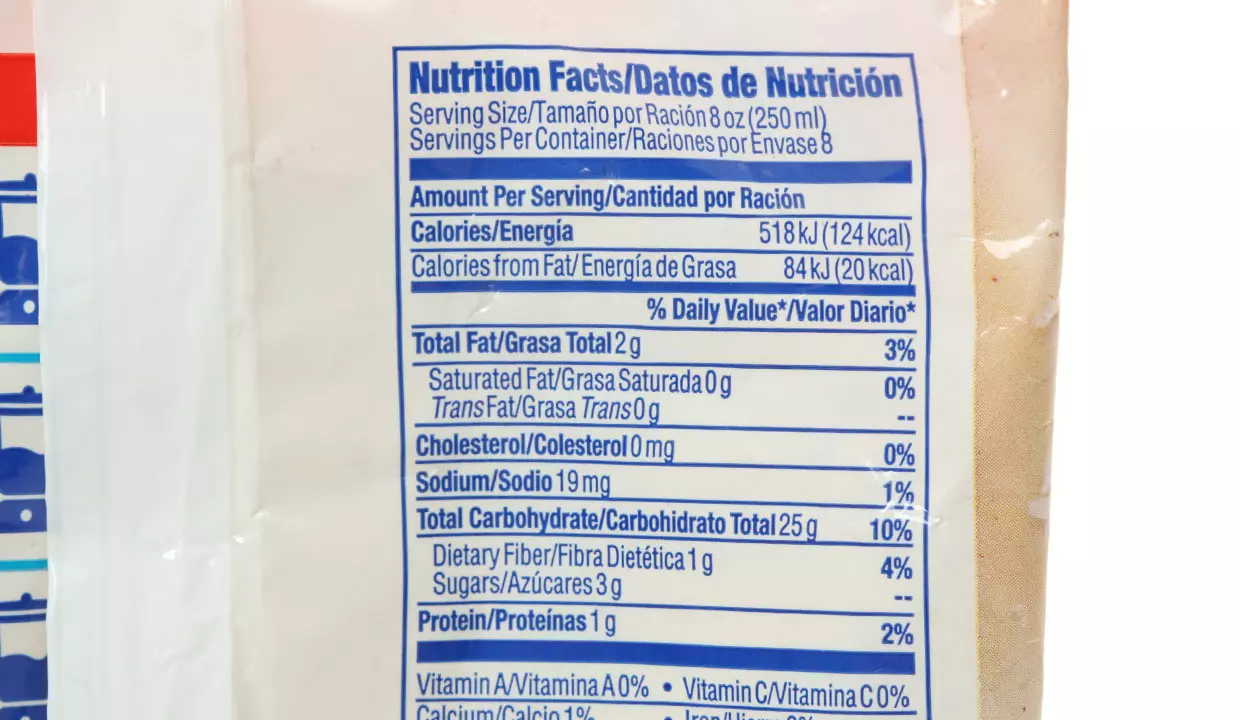 Nutrition Facts/Datos de Nutrición
Serving Size/Tamaño por Ración 8 oz (250 ml)
Servings Per Container/Raciones por Envase 8
Amount Per Serving/Cantidad por Ración
Calories/Energía 518 kJ (124 kcal)
Calories from Fat/Energía de Grasa 84 kJ (20 kcal)
% Daily Value*/Valor Diario*
Total Fat/Grasa Total 2 g 3%
Saturated Fat/Grasa Saturada 0 g 0%
Trans Fat/Grasa Trans 0 g --
Cholesterol/Colesterol 0 mg 0%
Sodium/Sodio 19 mg 1%
Total Carbohydrate/Carbohidrato Total 25 g 10%
Dietary Fiber/Fibra Dietética 1 g 4%
Sugars/Azúcares 3 g --
Protein/Proteínas 1 g 2%
Vitamin A/Vitamina A 0% • Vitamin C/Vitamina C 0%
Calcium/Calcio 1% •